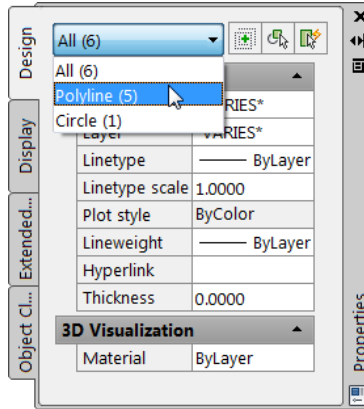 Design
Display
Extended...
Object Cl...
All (6)
All (6)
Polyline (5)
Circle (1)
Layer *VARIES*
Linetype ByLayer
Linetype scale 1.0000
Plot style ByColor
Lineweight ByLayer
Hyperlink
Thickness 0.0000
3D Visualization
Material ByLayer
Properties